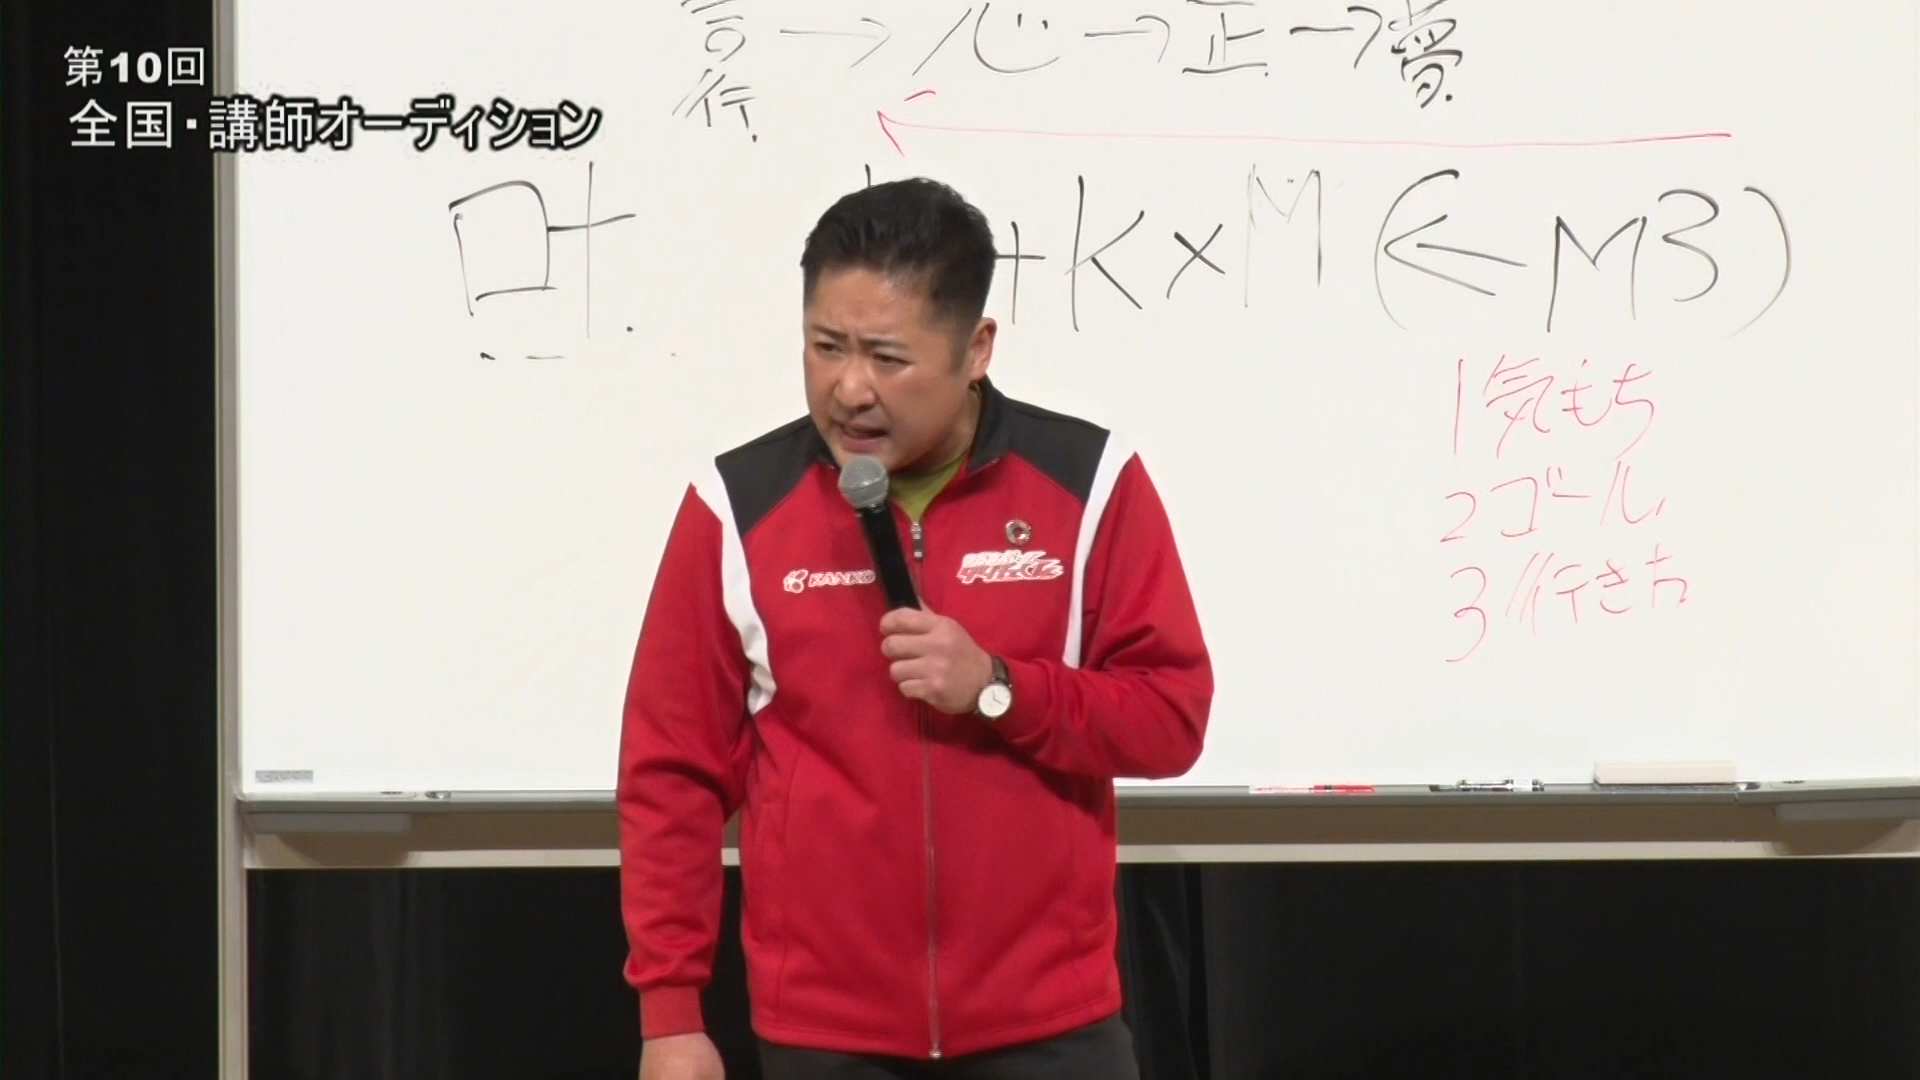 第10回
全国・講師オーディション
言→心→正→夢
行
叶
+K×M(←M3)
1気もち
2ゴール
3行き方
KANKO